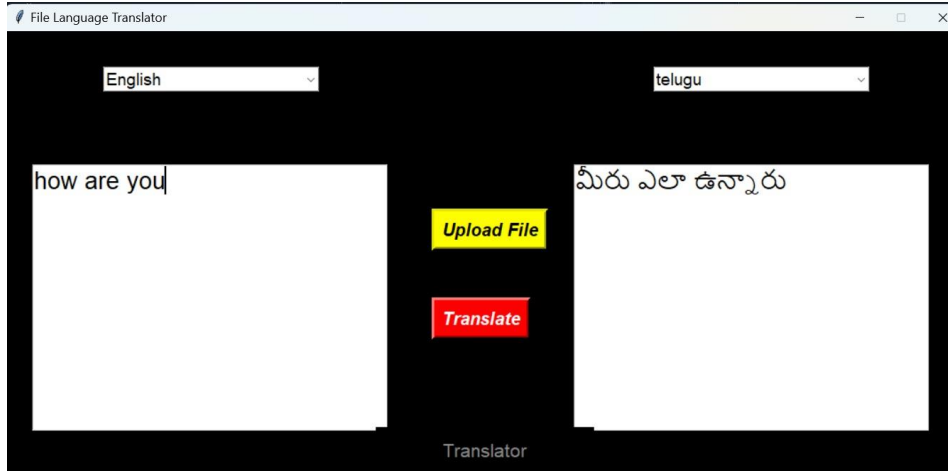 File Language Translator
English
telugu
how are you
మీరు ఎలా ఉన్నారు
Upload File
Translate
Translator